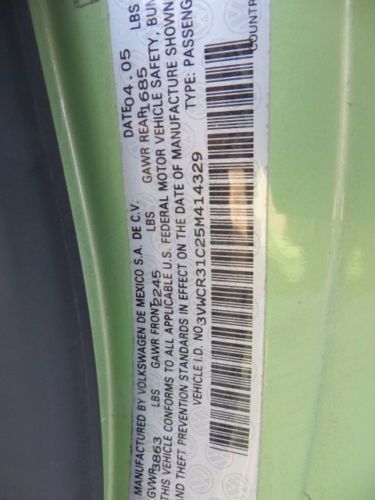 MANUFACTURED BY VOLKSWAGEN DE MEXICO S.A. DE C.V. DATE 04.05
GVWR 3863 LBS GAWR FRONT 2245 LBS GAWR REAR 1685 LBS
THIS VEHICLE CONFORMS TO ALL APPLICABLE U.S. FEDERAL MOTOR VEHICLE SAFETY, BUM
AND THEFT PREVENTION STANDARDS IN EFFECT ON THE DATE OF MANUFACTURE SHOWN
VEHICLE I.D. NO. 3VWCR31C25M414329 TYPE: PASSENG
COUNTR